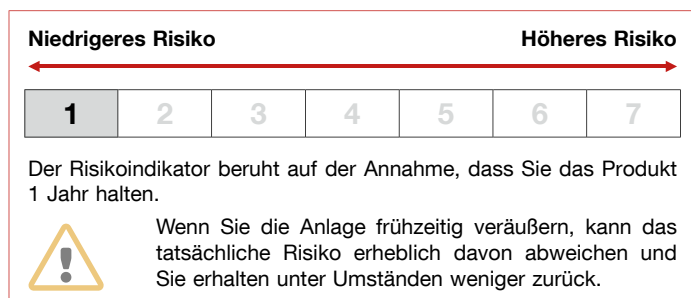 Niedrigeres Risiko Höheres Risiko
1 2 3 4 5 6 7
Der Risikoindikator beruht auf der Annahme, dass Sie das Produkt
1 Jahr halten.
Wenn Sie die Anlage frühzeitig veräußern, kann das
tatsächliche Risiko erheblich davon abweichen und
Sie erhalten unter Umständen weniger zurück.